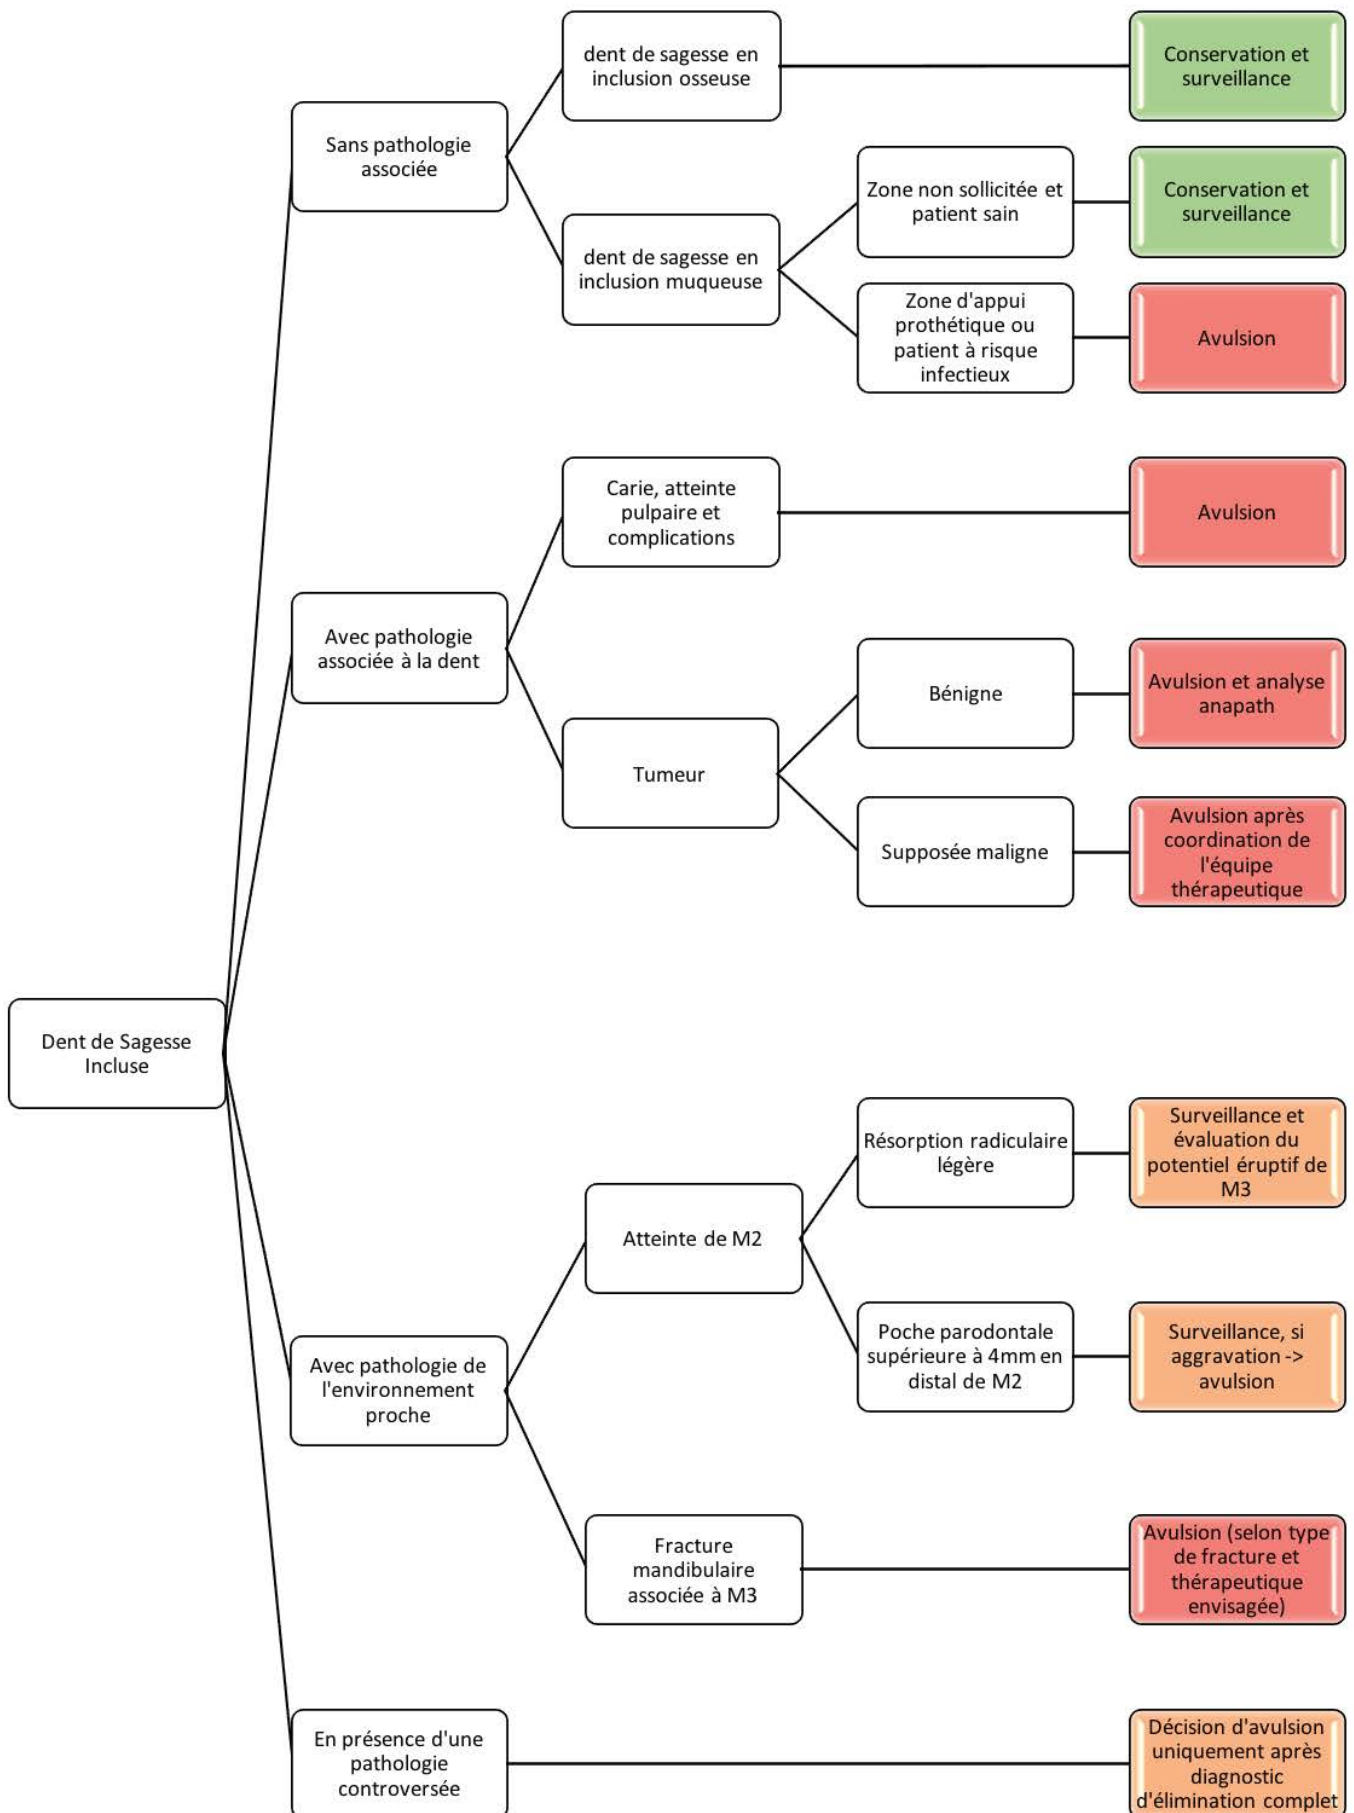 dent de sagesse en
inclusion osseuse
Conservation et
surveillance
Sans pathologie
associée
Zone non sollicitée et
patient sain
Conservation et
surveillance
dent de sagesse en
inclusion muqueuse
Zone d'appui
prothétique ou
patient à risque
infectieux
Avulsion
Carie, atteinte
pulpaire et
complications
Avulsion
Avec pathologie
associée à la dent
Bénigne
Avulsion et analyse
anapath
Tumeur
Supposée maligne
Avulsion après
coordination de
l'équipe
thérapeutique
Dent de Sagesse
Incluse
Résorption radiculaire
légère
Surveillance et
évaluation du
potentiel éruptif de
M3
Atteinte de M2
Poche parodontale
supérieure à 4mm en
distal de M2
Surveillance, si
aggravation ->
avulsion
Avec pathologie de
l'environnement
proche
Fracture
mandibulaire
associée à M3
Avulsion (selon type
de fracture et
thérapeutique
envisagée)
En présence d'une
pathologie
controversée
Décision d'avulsion
uniquement après
diagnostic
d'élimination complet